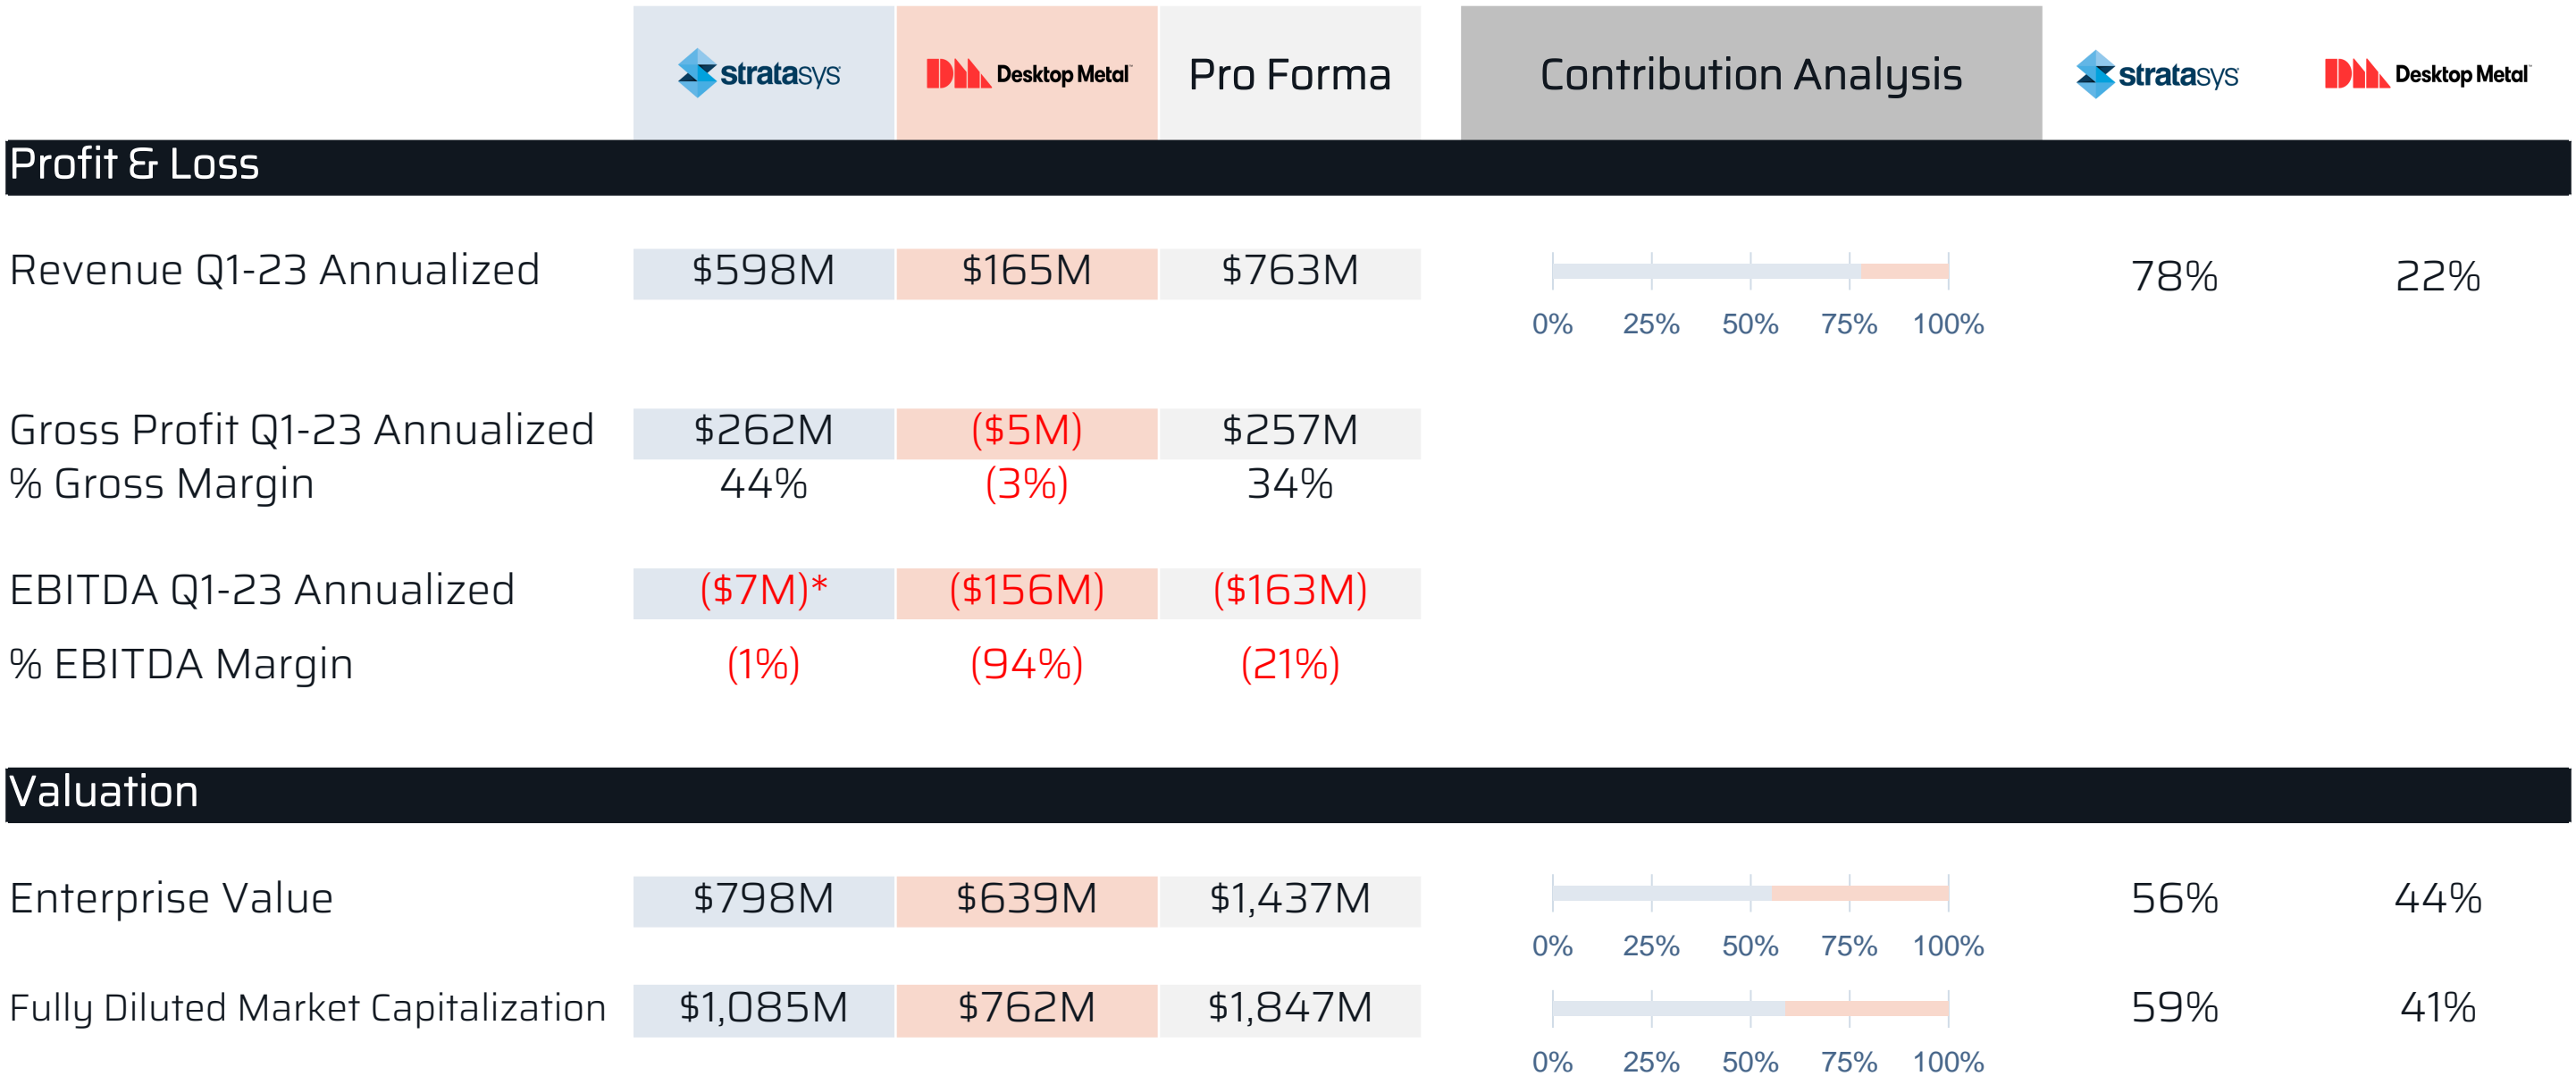 stratasys Desktop Metal Pro Forma Contribution Analysis stratasys Desktop Metal
Profit & Loss
Revenue Q1-23 Annualized $598M $165M $763M 78% 22%
0% 25% 50% 75% 100%
Gross Profit Q1-23 Annualized $262M ($5M) $257M
% Gross Margin 44% (3%) 34%
EBITDA Q1-23 Annualized ($7M)* ($156M) ($163M)
% EBITDA Margin (1%) (94%) (21%)
Valuation
Enterprise Value $798M $639M $1,437M 56% 44%
0% 25% 50% 75% 100%
Fully Diluted Market Capitalization $1,085M $762M $1,847M 59% 41%
0% 25% 50% 75% 100%